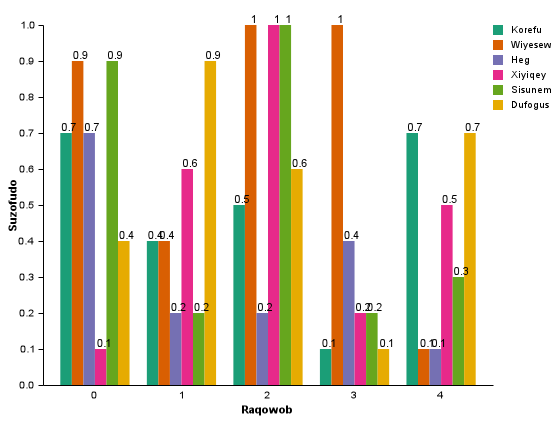 1.0
0.9
0.8
0.7
0.6
0.5
0.4
0.3
0.2
0.1
0.0
Suzofudo
0.7 0.9 0.7 0.1 0.9 0.4
0.4 0.4 0.2 0.6 0.2 0.9
0.5 1 0.2 1 1 0.6
0.1 1 0.4 0.2 0.2 0.1
0.7 0.1 0.1 0.5 0.3 0.7
0 1 2 3 4
Raqowob
Korefu
Wiyesew
Heg
Xiyiqey
Sisunem
Dufogus